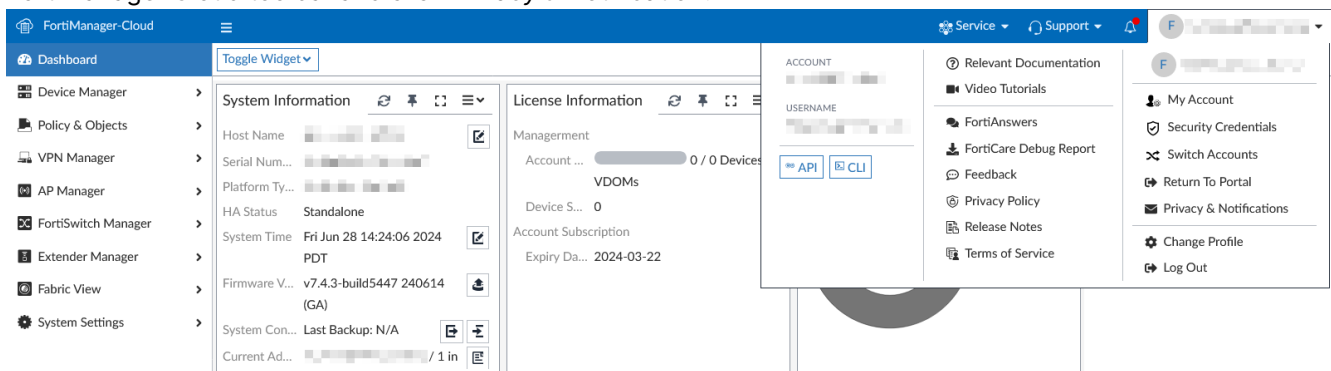 FortiManager-Cloud
Service
Support
F
Dashboard
Device Manager
Policy & Objects
VPN Manager
AP Manager
FortiSwitch Manager
Extender Manager
Fabric View
System Settings
Toggle Widget
System Information
Host Name
Serial Num...
Platform Ty...
HA Status Standalone
System Time Fri Jun 28 14:24:06 2024
PDT
Firmware V... v7.4.3-build5447 240614
(GA)
System Con... Last Backup: N/A
Current Ad... / 1 in
License Information
Managerment
Account ... 0 / 0 Devices
VDOMs
Device S... 0
Account Subscription
Expiry Da... 2024-03-22
ACCOUNT
USERNAME
API CLI
Relevant Documentation
Video Tutorials
FortiAnswers
FortiCare Debug Report
Feedback
Privacy Policy
Release Notes
Terms of Service
F
My Account
Security Credentials
Switch Accounts
Return To Portal
Privacy & Notifications
Change Profile
Log Out